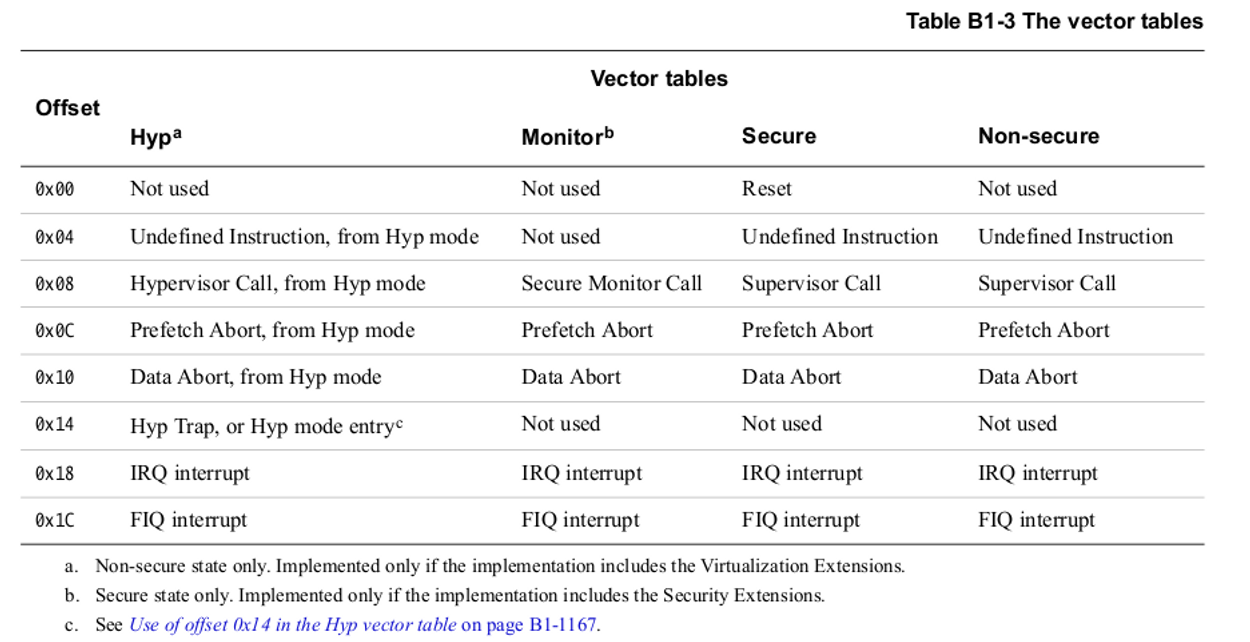 Table B1-3 The vector tables
Vector tables
Offset
Hypa Monitorb Secure Non-secure
0x00 Not used Not used Reset Not used
0x04 Undefined Instruction, from Hyp mode Not used Undefined Instruction Undefined Instruction
0x08 Hypervisor Call, from Hyp mode Secure Monitor Call Supervisor Call Supervisor Call
0x0C Prefetch Abort, from Hyp mode Prefetch Abort Prefetch Abort Prefetch Abort
0x10 Data Abort, from Hyp mode Data Abort Data Abort Data Abort
0x14 Hyp Trap, or Hyp mode entryc Not used Not used Not used
0x18 IRQ interrupt IRQ interrupt IRQ interrupt IRQ interrupt
0x1C FIQ interrupt FIQ interrupt FIQ interrupt FIQ interrupt
a. Non-secure state only. Implemented only if the implementation includes the Virtualization Extensions.
b. Secure state only. Implemented only if the implementation includes the Security Extensions.
c. See Use of offset 0x14 in the Hyp vector table on page B1-1167.